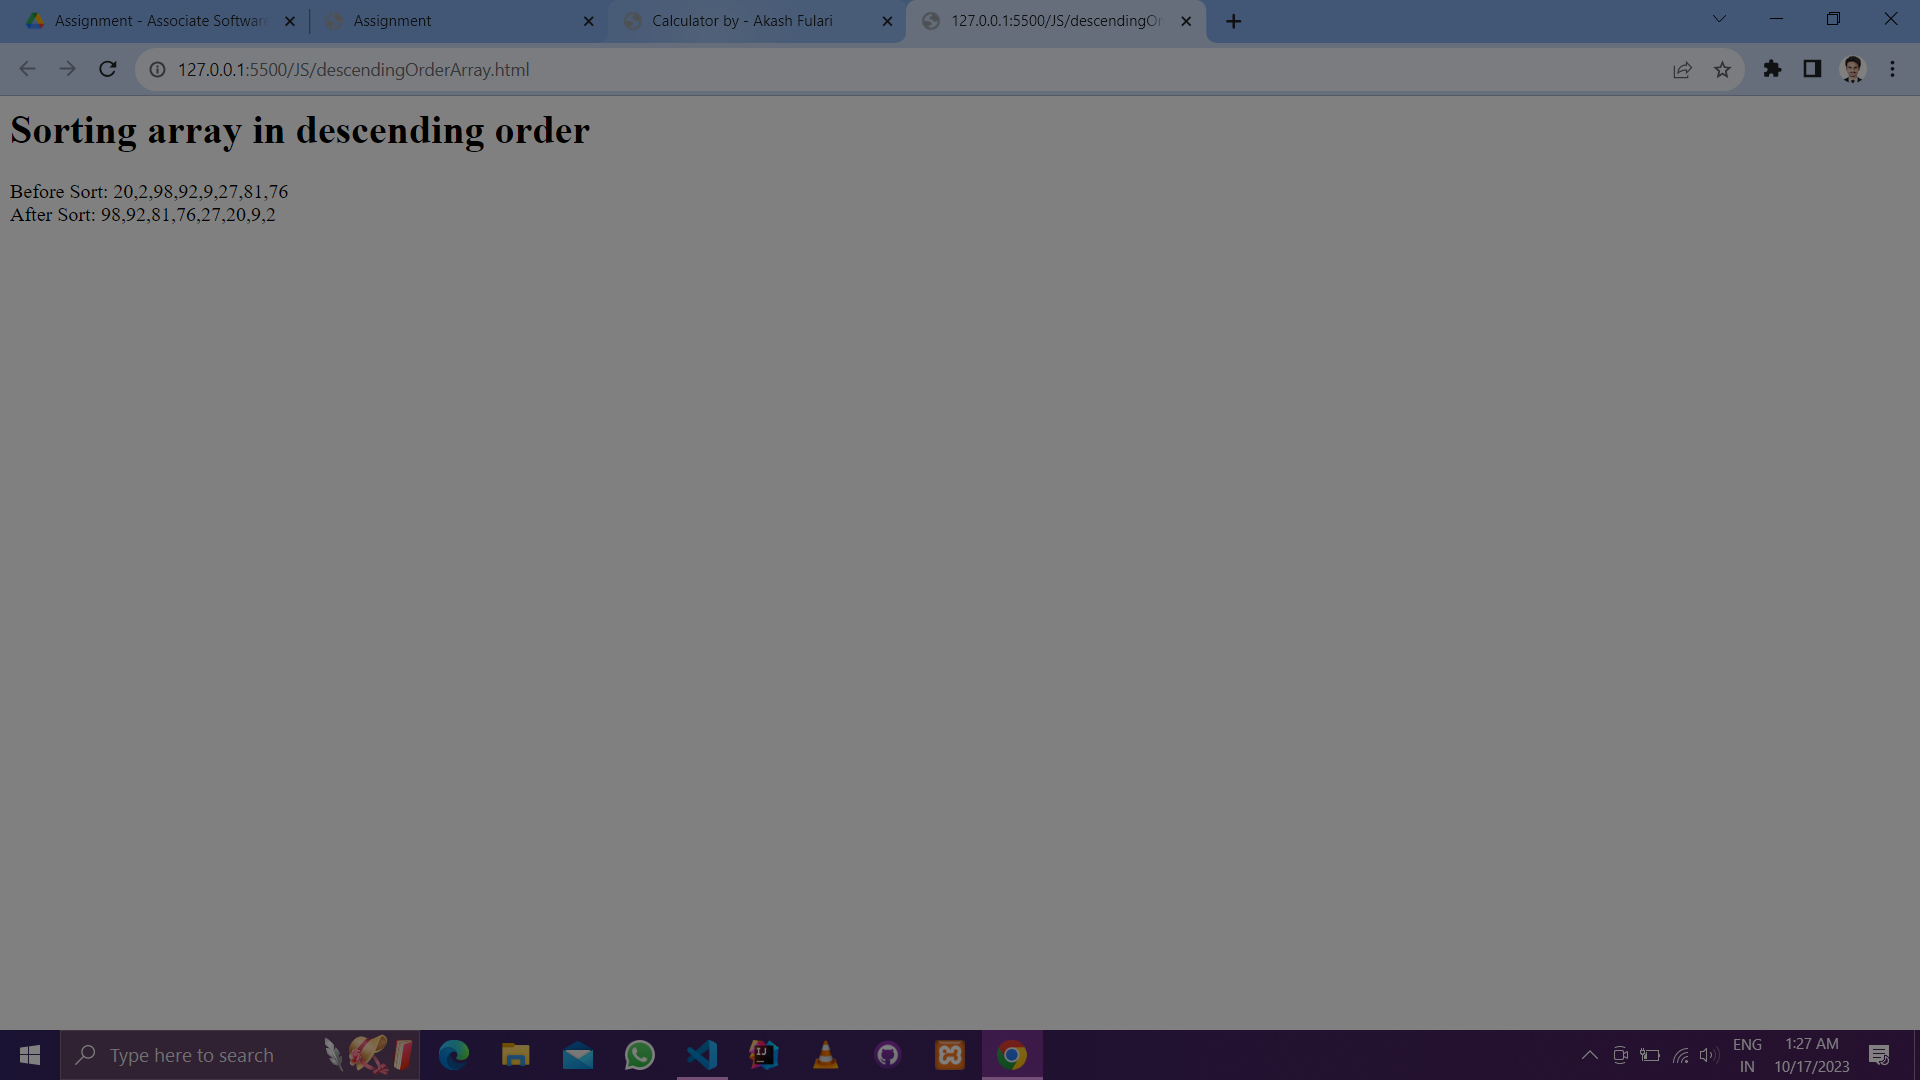 Assignment - Associate Softwar
Assignment
Calculator by - Akash Fulari
127.0.0.1:5500/JS/descendingOr
127.0.0.1:5500/JS/descendingOrderArray.html
Sorting array in descending order
Before Sort: 20,2,98,92,9,27,81,76
After Sort: 98,92,81,76,27,20,9,2
Type here to search
IJ
ENG
IN
1:27 AM
10/17/2023